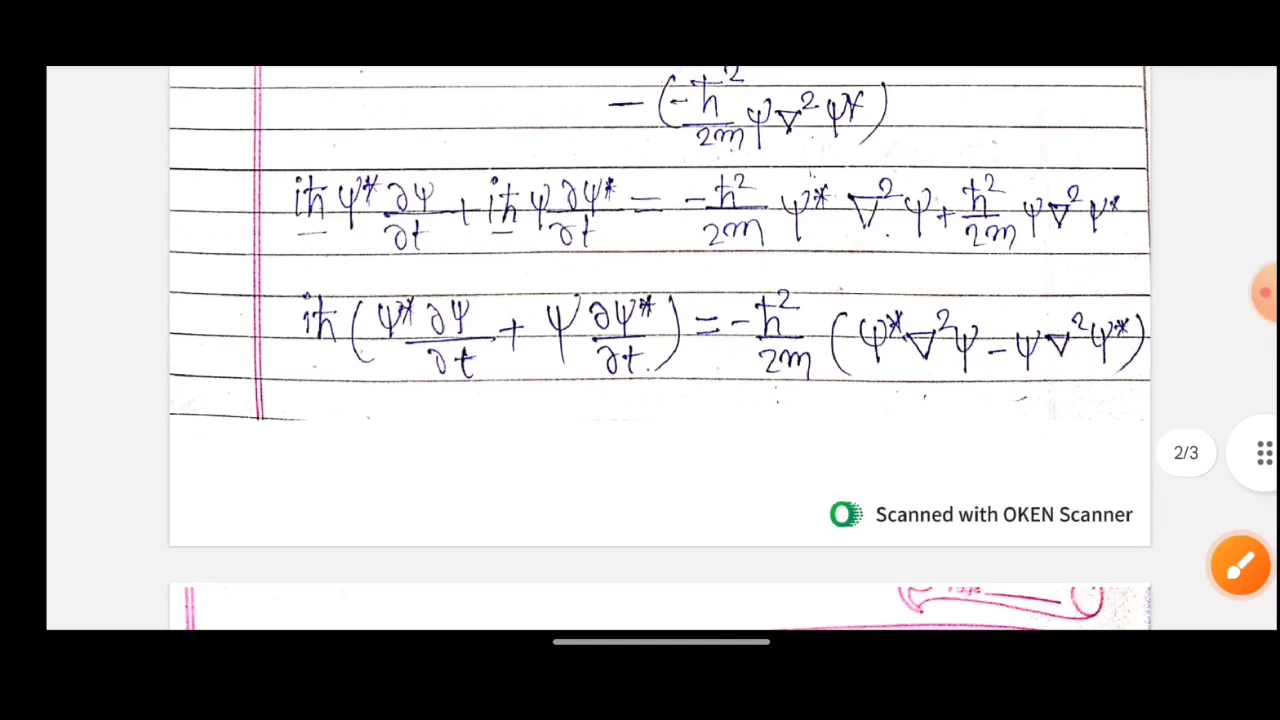 − (−ħ²/2m ψ∇²ψ*)
iħ ψ* ∂ψ/∂t + iħ ψ ∂ψ*/∂t = −ħ²/2m ψ* ∇²ψ + ħ²/2m ψ∇²ψ*
iħ (ψ* ∂ψ/∂t + ψ ∂ψ*/∂t) = −ħ²/2m (ψ*∇²ψ − ψ∇²ψ*)
2/3
Scanned with OKEN Scanner